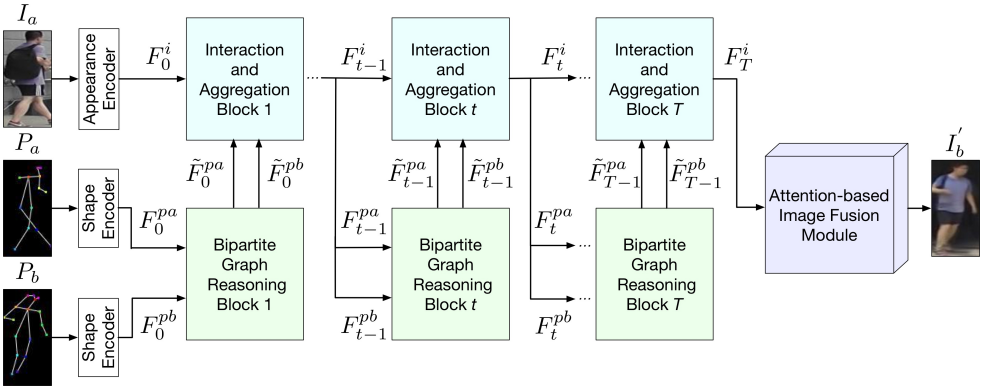 I_a
Appearance
Encoder
F_0^i
Interaction
and
Aggregation
Block 1
...
F_{t-1}^i
Interaction
and
Aggregation
Block t
F_t^i
...
Interaction
and
Aggregation
Block T
F_T^i
P_a
Shape
Encoder
F_0^{pa}
F̃_0^{pa}
F̃_0^{pb}
Bipartite
Graph
Reasoning
Block 1
F_{t-1}^{pa}
F̃_{t-1}^{pa}
F̃_{t-1}^{pb}
Bipartite
Graph
Reasoning
Block t
F_t^{pa}
...
F̃_{T-1}^{pa}
F̃_{T-1}^{pb}
Bipartite
Graph
Reasoning
Block T
P_b
Shape
Encoder
F_0^{pb}
F_{t-1}^{pb}
F_t^{pb}
...
Attention-based
Image Fusion
Module
I_b^'